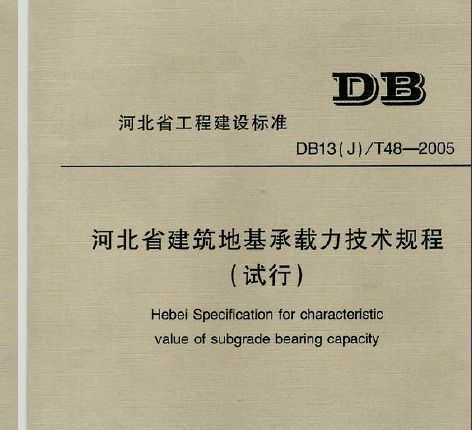 DB
河北省工程建设标准
DB13(J)/T48—2005
河北省建筑地基承载力技术规程
(试行)
Hebei Specification for characteristic
value of subgrade bearing capacity